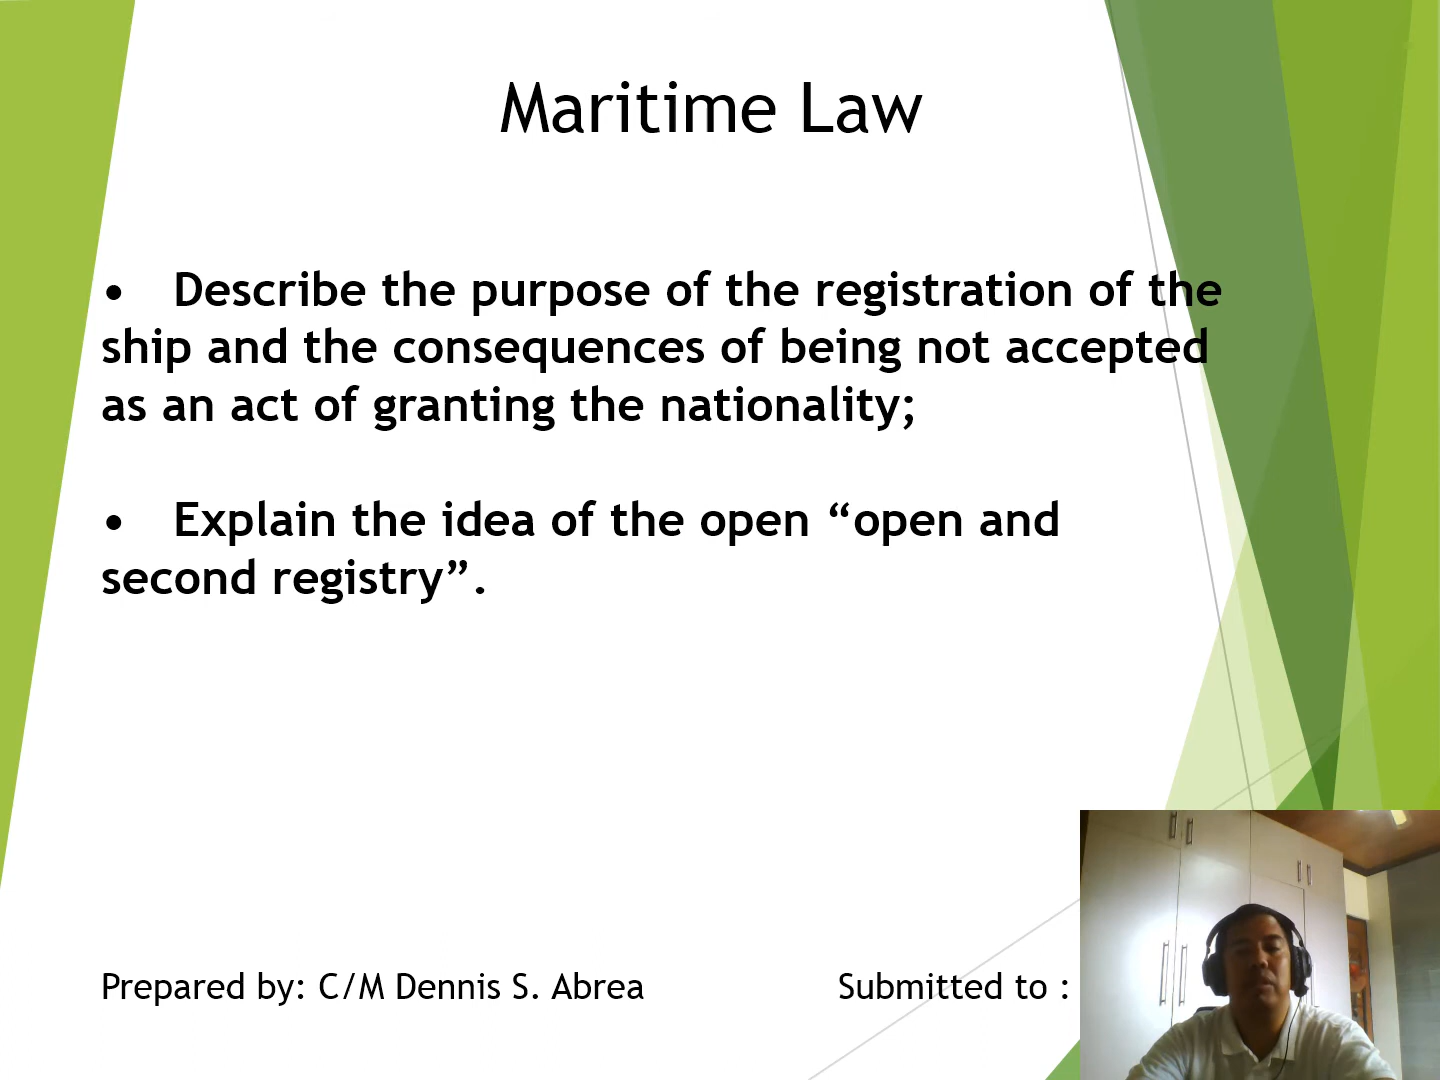 Maritime Law
• Describe the purpose of the registration of the
ship and the consequences of being not accepted
as an act of granting the nationality;
• Explain the idea of the open “open and
second registry”.
Prepared by: C/M Dennis S. Abrea
Submitted to :